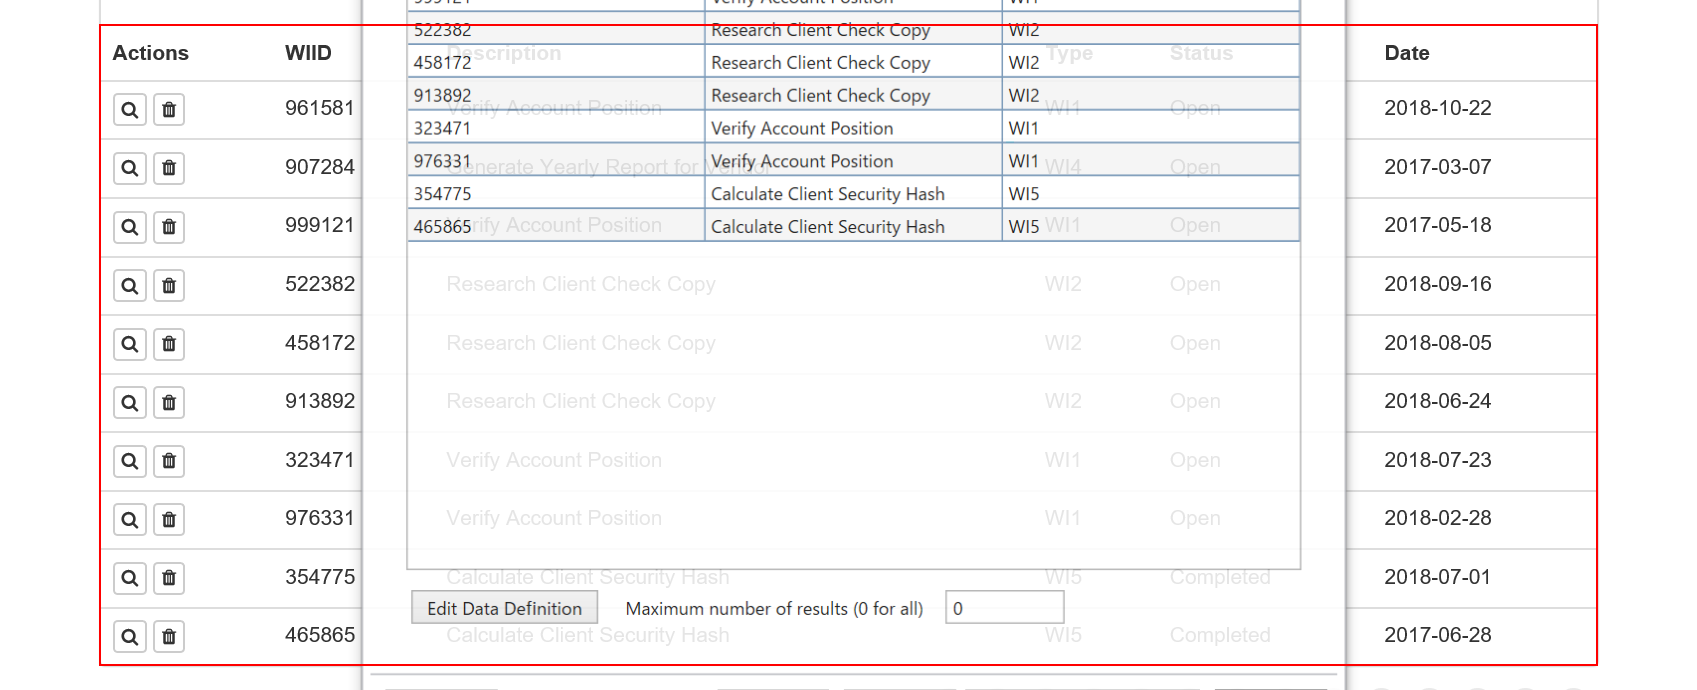 999121 Verify Account Position WI1
522382 Research Client Check Copy WI2
Actions WIID Description Type Status Date
458172 Research Client Check Copy WI2
913892 Research Client Check Copy WI2
961581 Verify Account Position WI1 Open 2018-10-22
323471 Verify Account Position WI1
976331 Verify Account Position WI1
907284 Generate Yearly Report for Vendor WI4 Open 2017-03-07
354775 Calculate Client Security Hash WI5
465865 Calculate Client Security Hash WI5
999121 Verify Account Position WI1 Open 2017-05-18
522382 Research Client Check Copy WI2 Open 2018-09-16
458172 Research Client Check Copy WI2 Open 2018-08-05
913892 Research Client Check Copy WI2 Open 2018-06-24
323471 Verify Account Position WI1 Open 2018-07-23
976331 Verify Account Position WI1 Open 2018-02-28
354775 Calculate Client Security Hash WI5 Completed 2018-07-01
Edit Data Definition Maximum number of results (0 for all) 0
465865 Calculate Client Security Hash WI5 Completed 2017-06-28